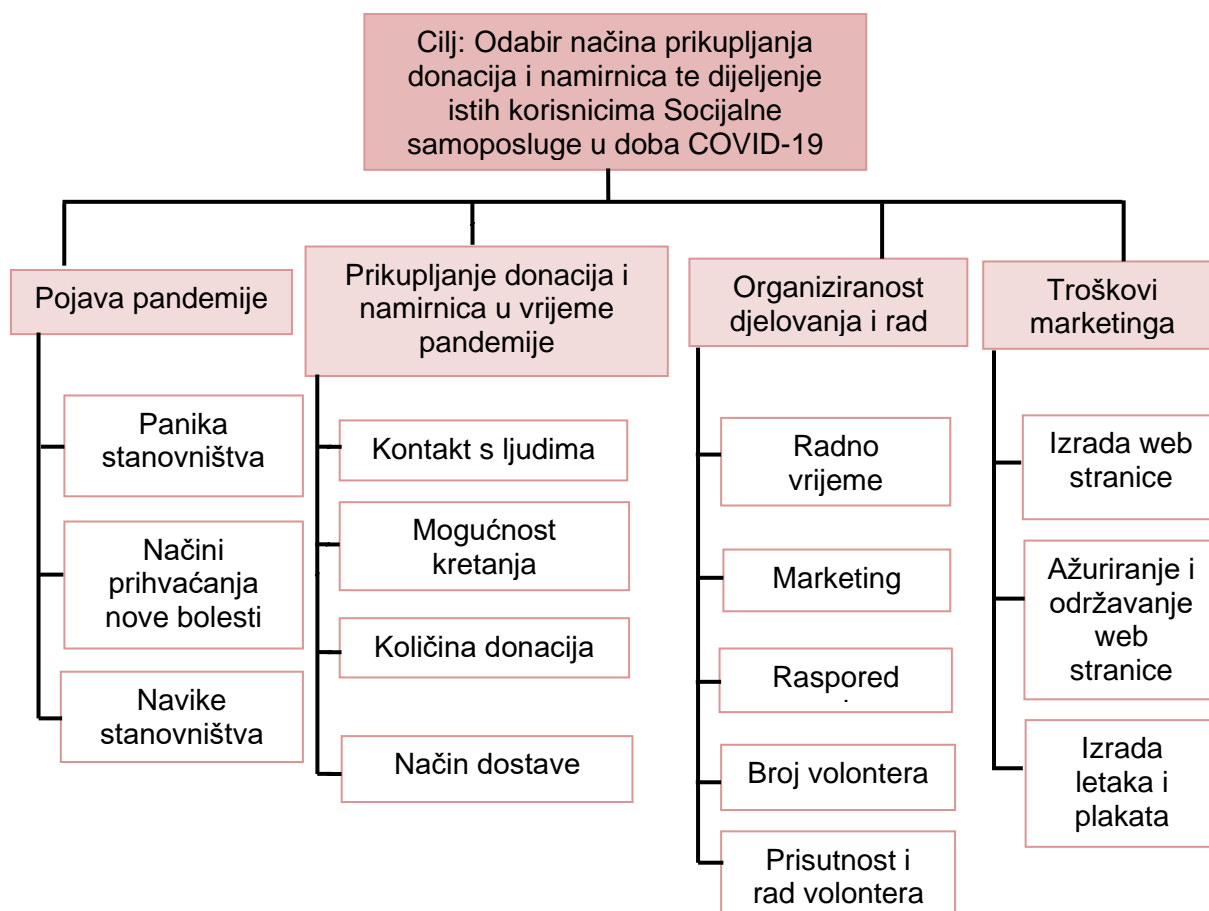 Cilj: Odabir načina prikupljanja
donacija i namirnica te dijeljenje
istih korisnicima Socijalne
samoposluge u doba COVID-19
Pojava pandemije
Panika
stanovništva
Načini
prihvaćanja
nove bolesti
Navike
stanovništva
Prikupljanje donacija i
namirnica u vrijeme
pandemije
Kontakt s ljudima
Mogućnost
kretanja
Količina donacija
Način dostave
Organiziranost
djelovanja i rad
Radno
vrijeme
Marketing
Raspored
Broj volontera
Prisutnost i
rad volontera
Troškovi
marketinga
Izrada web
stranice
Ažuriranje i
održavanje
web
stranice
Izrada
letaka i
plakata